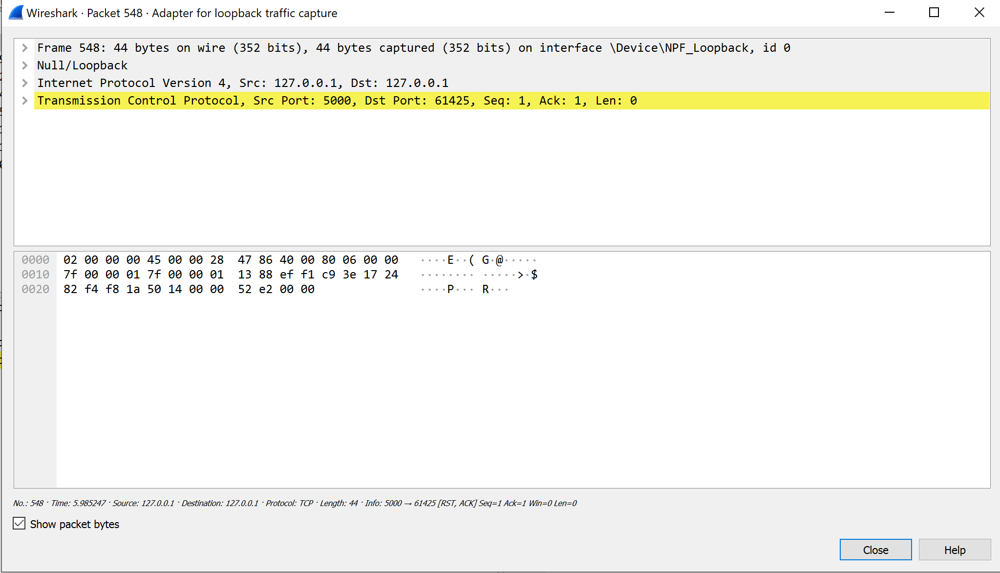 Wireshark · Packet 548 · Adapter for loopback traffic capture
Frame 548: 44 bytes on wire (352 bits), 44 bytes captured (352 bits) on interface \Device\NPF_Loopback, id 0
Null/Loopback
Internet Protocol Version 4, Src: 127.0.0.1, Dst: 127.0.0.1
Transmission Control Protocol, Src Port: 5000, Dst Port: 61425, Seq: 1, Ack: 1, Len: 0
0000 02 00 00 00 45 00 00 28 47 86 40 00 80 06 00 00 ····E··( G·@·····
0010 7f 00 00 01 7f 00 00 01 13 88 ef f1 c9 3e 17 24 ········ ·····>·$
0020 82 f4 f8 1a 50 14 00 00 52 e2 00 00 ····P··· R···
No.: 548 · Time: 5.985247 · Source: 127.0.0.1 · Destination: 127.0.0.1 · Protocol: TCP · Length: 44 · Info: 5000 → 61425 [RST, ACK] Seq=1 Ack=1 Win=0 Len=0
Show packet bytes
Close Help